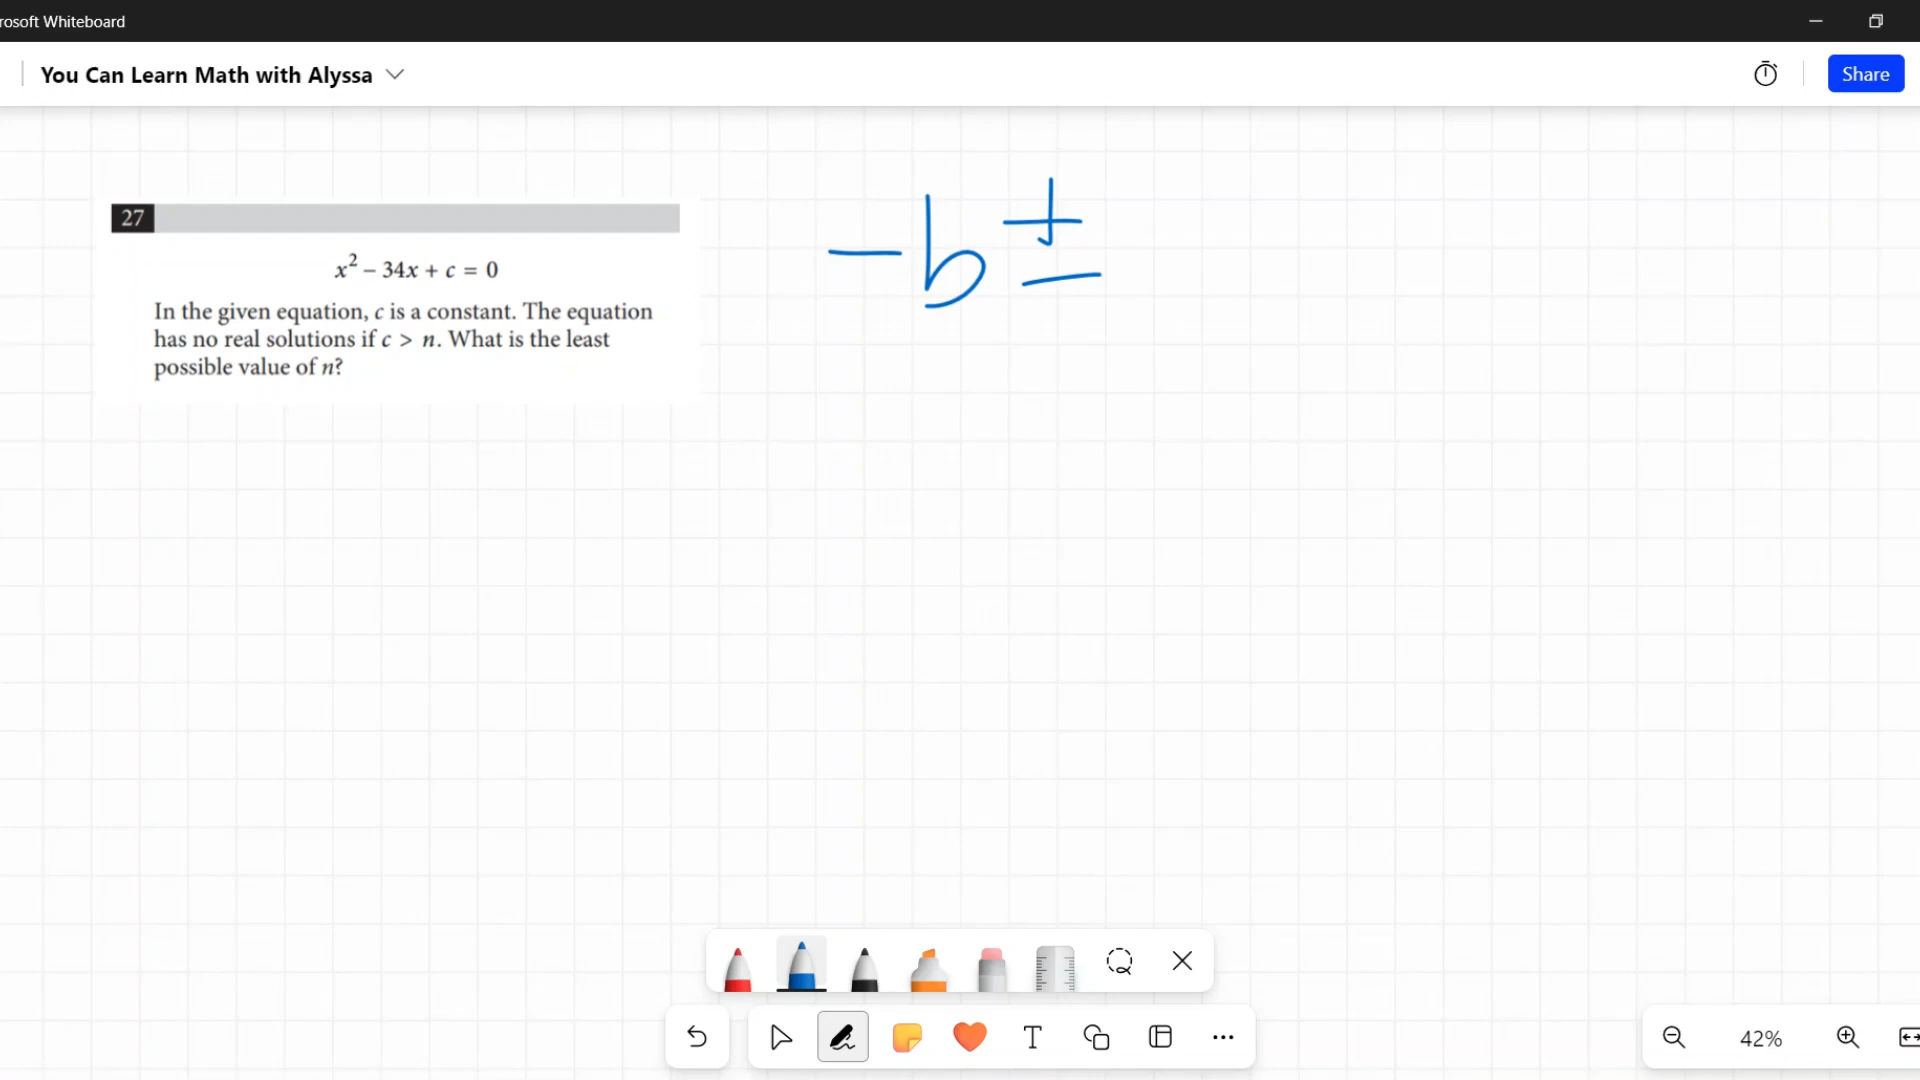 rosoft Whiteboard
You Can Learn Math with Alyssa
Share
27
x² – 34x + c = 0
In the given equation, c is a constant. The equation
has no real solutions if c > n. What is the least
possible value of n?
−b ±
42%